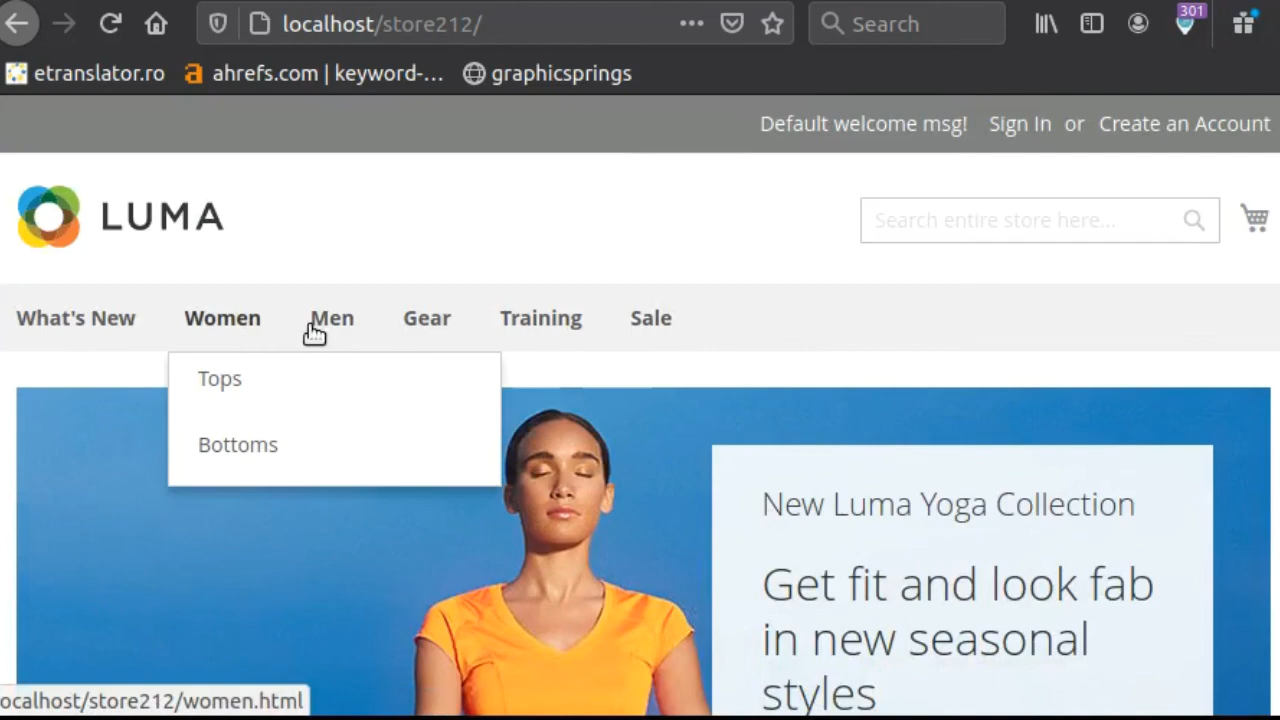 localhost/store212/
Search
301
etranslator.ro
ahrefs.com | keyword-...
graphicsprings
Default welcome msg! Sign In or Create an Account
LUMA
Search entire store here...
What's New Women Men Gear Training Sale
Tops
Bottoms
New Luma Yoga Collection
Get fit and look fab
in new seasonal
styles
ocalhost/store212/women.html